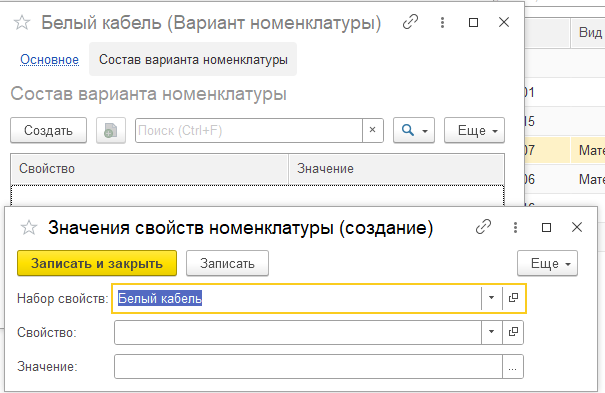 Белый кабель (Вариант номенклатуры)
Основное Состав варианта номенклатуры
Состав варианта номенклатуры
Создать Поиск (Ctrl+F) × Еще
Свойство Значение
Вид
01
15
07 Мате
06 Мате
Значения свойств номенклатуры (создание)
Записать и закрыть Записать Еще
Набор свойств: Белый кабель
Свойство:
Значение: ...